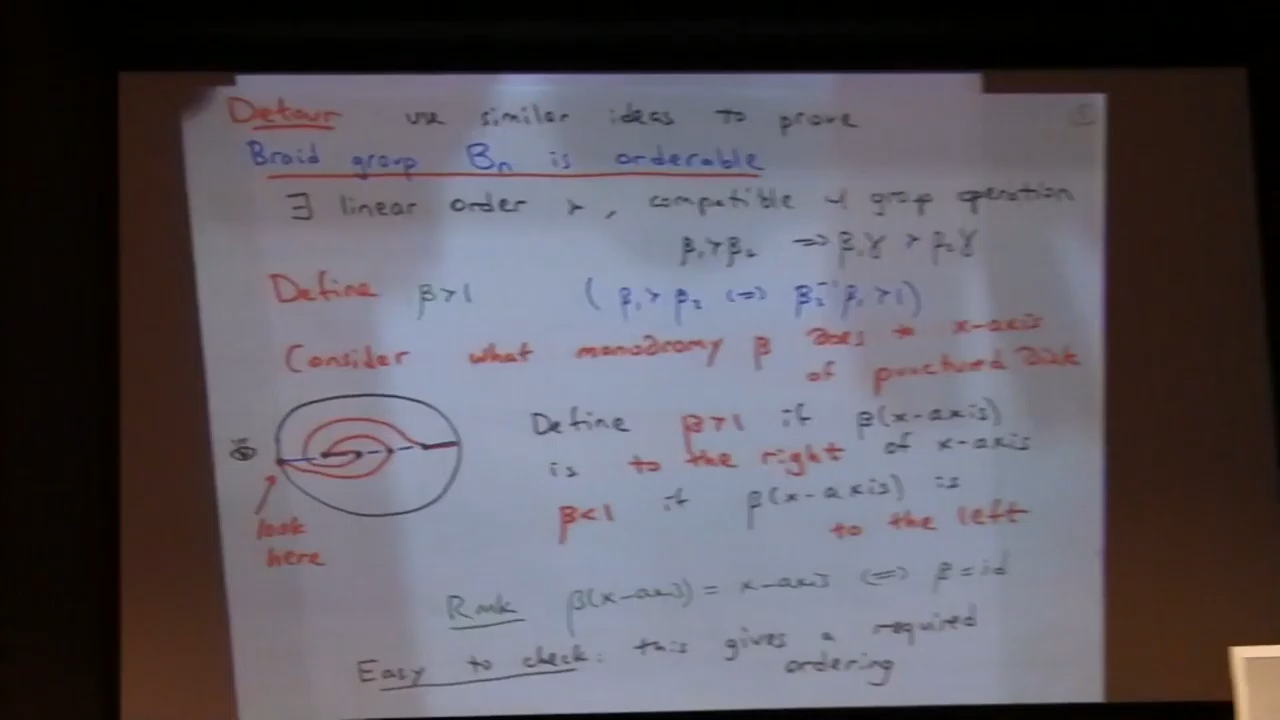 Detour use similar ideas to prove
Braid group Bn is orderable
∃ linear order >, compatible w/ group operation
β₁>β₂ => β₁γ > β₂γ
Define β>1 ( β₁>β₂ <=> β₂⁻¹β₁>1)
Consider what monodromy β does to x-axis
of punctured Disk
Define β>1 if β(x-axis)
is to the right of x-axis
β<1 if β(x-axis) is
to the left
look
here
Rmk β(x-axis) = x-axis <=> β=id
Easy to check: this gives a required
ordering